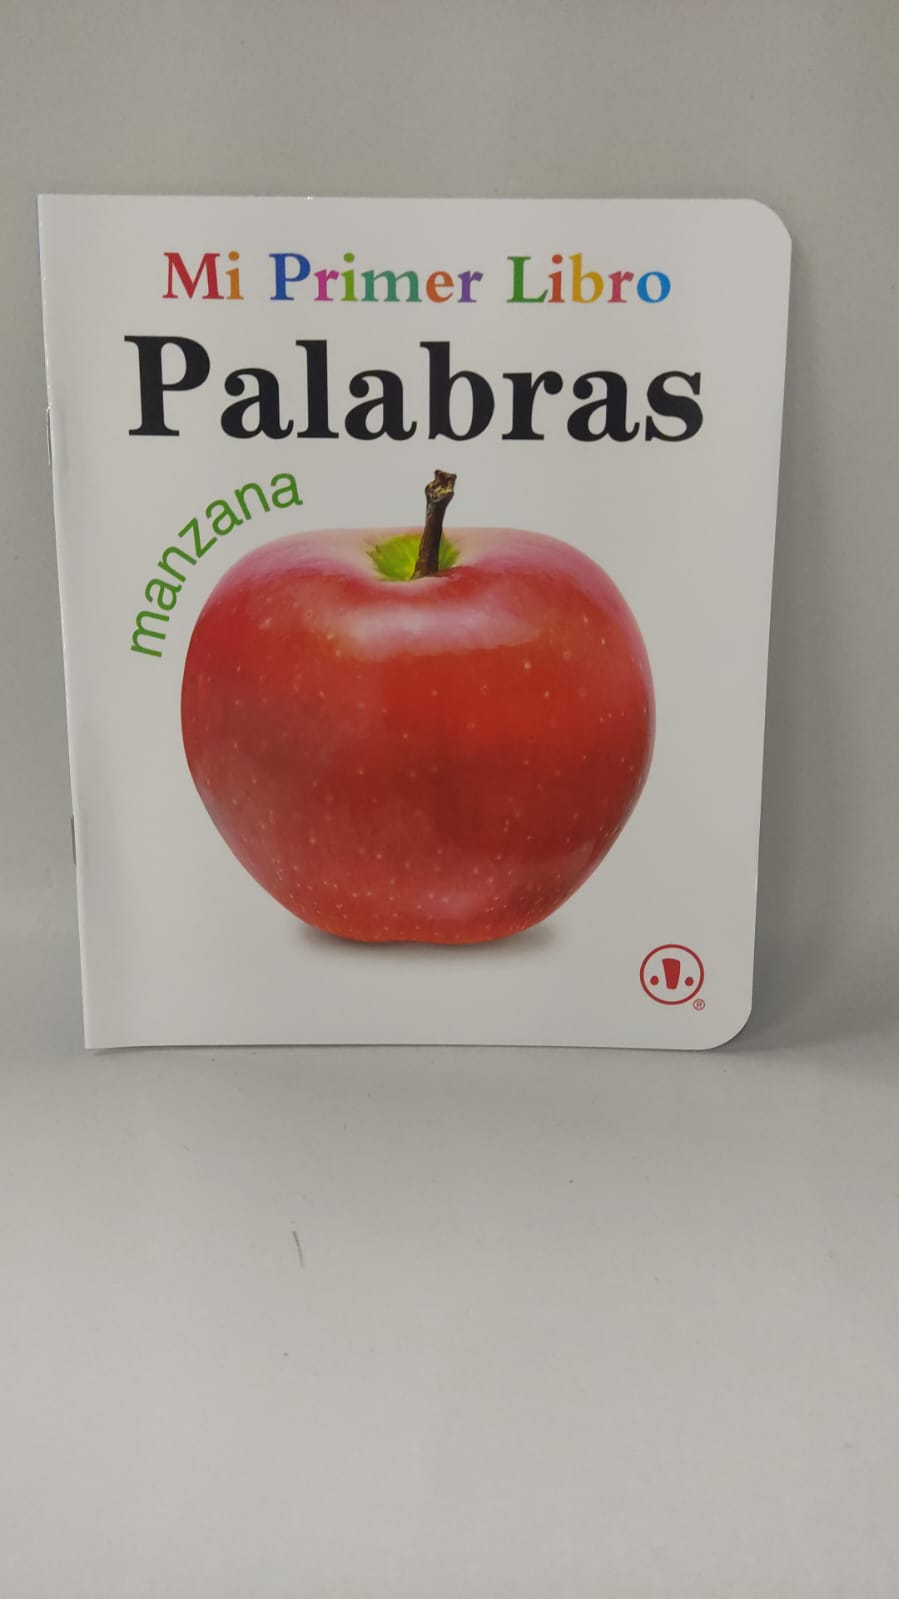 Mi Primer Libro
Palabras
manzana
®